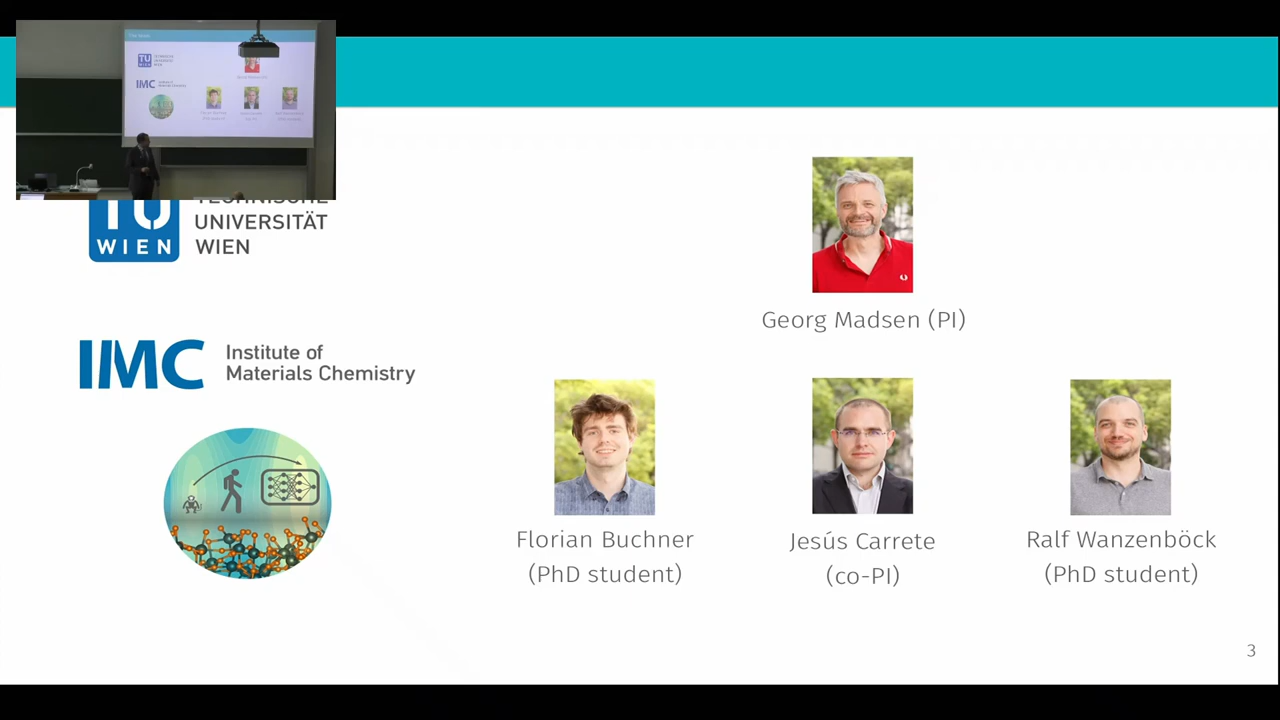 TECHNISCHE
UNIVERSITÄT
WIEN
TU
WIEN
IMC
Institute of
Materials Chemistry
Georg Madsen (PI)
Florian Buchner
(PhD student)
Jesús Carrete
(co-PI)
Ralf Wanzenböck
(PhD student)
3